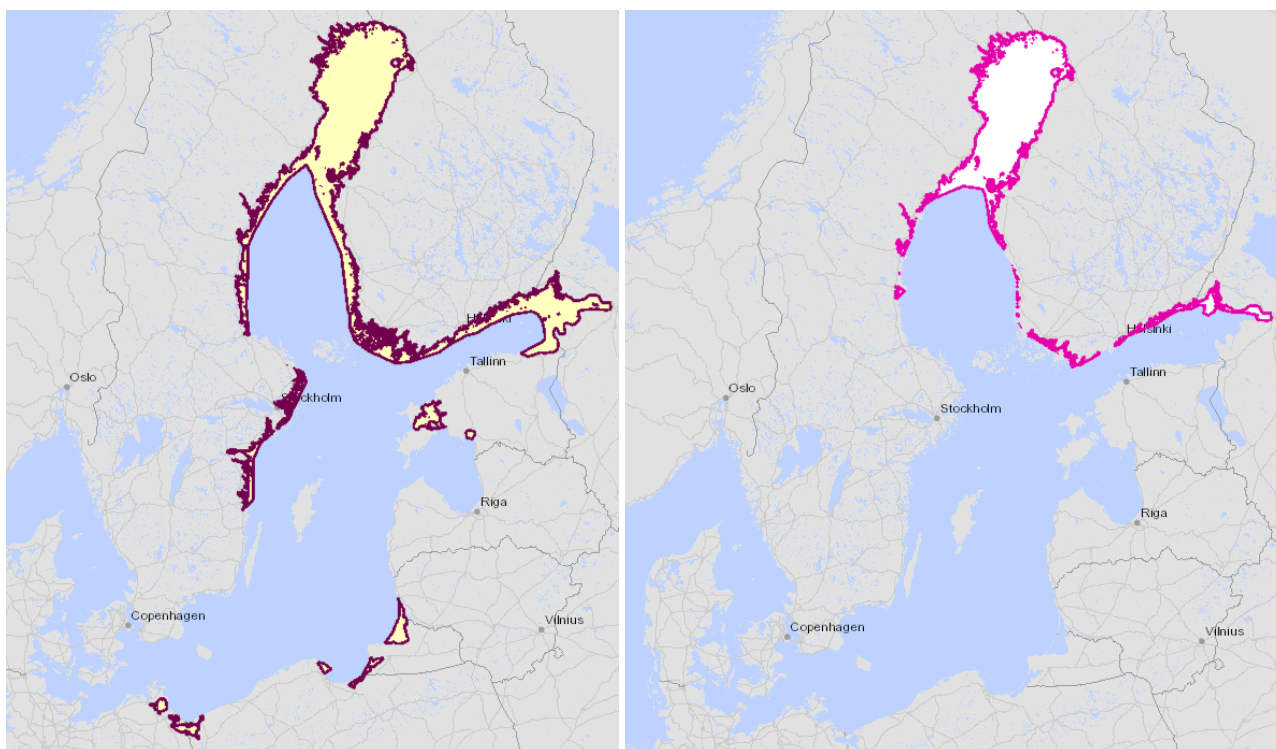 Helsinki
Tallinn
Oslo
Stockholm
Riga
Copenhagen
Vilnius
Helsinki
Tallinn
Oslo
Stockholm
Riga
Copenhagen
Vilnius